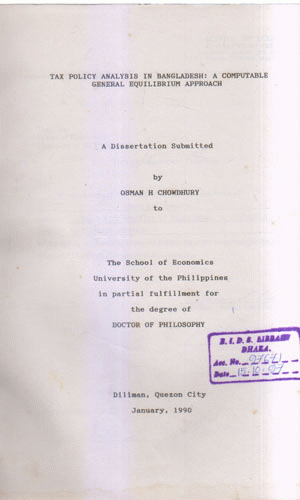 TAX POLICY ANALYSIS IN BANGLADESH: A COMPUTABLE
GENERAL EQUILIBRIUM APPROACH
A Dissertation Submitted
by
OSMAN H CHOWDHURY
to
The School of Economics
University of the Philippines
in partial fulfillment for
the degree of
DOCTOR OF PHILOSOPHY
B. I. D. S. LIBRARY
DHAKA.
Acc. No.
Date
Diliman, Quezon City
January, 1990